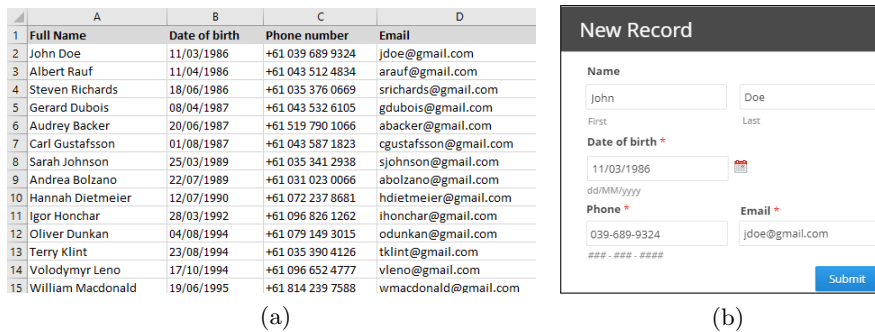 A B C D
1 Full Name Date of birth Phone number Email
2 John Doe 11/03/1986 +61 039 689 9324 jdoe@gmail.com
3 Albert Rauf 11/04/1986 +61 043 512 4834 arauf@gmail.com
4 Steven Richards 18/06/1986 +61 035 376 0669 srichards@gmail.com
5 Gerard Dubois 08/04/1987 +61 043 532 6105 gdubois@gmail.com
6 Audrey Backer 20/06/1987 +61 519 790 1066 abacker@gmail.com
7 Carl Gustafsson 01/08/1987 +61 043 587 1823 cgustafsson@gmail.com
8 Sarah Johnson 25/03/1989 +61 035 341 2938 sjohnson@gmail.com
9 Andrea Bolzano 22/07/1989 +61 031 023 0066 abolzano@gmail.com
10 Hannah Dietmeier 12/07/1990 +61 072 237 8681 hdietmeier@gmail.com
11 Igor Honchar 28/03/1992 +61 096 826 1262 ihonchar@gmail.com
12 Oliver Dunkan 04/08/1994 +61 079 149 3015 odunkan@gmail.com
13 Terry Klint 23/08/1994 +61 035 390 4126 tklint@gmail.com
14 Volodymyr Leno 17/10/1994 +61 096 652 4777 vleno@gmail.com
15 William Macdonald 19/06/1995 +61 814 239 7588 wmacdonald@gmail.com
(a)
New Record
Name
John Doe
First Last
Date of birth *
11/03/1986
dd/MM/yyyy
Phone * Email *
039-689-9324 jdoe@gmail.com
### - ### - ####
Submit
(b)